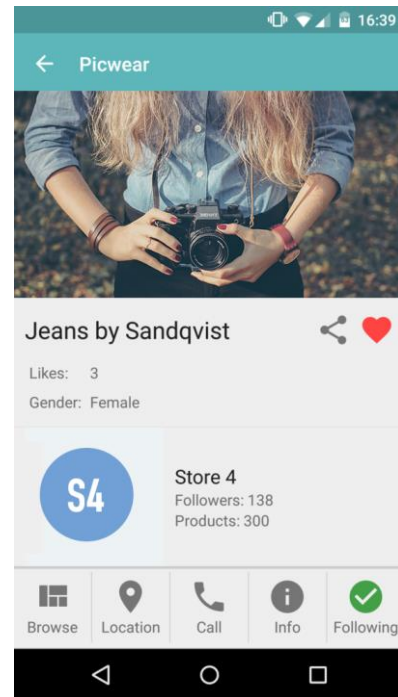 16:39
Picwear
Jeans by Sandqvist
Likes: 3
Gender: Female
S4
Store 4
Followers: 138
Products: 300
Browse Location Call Info Following